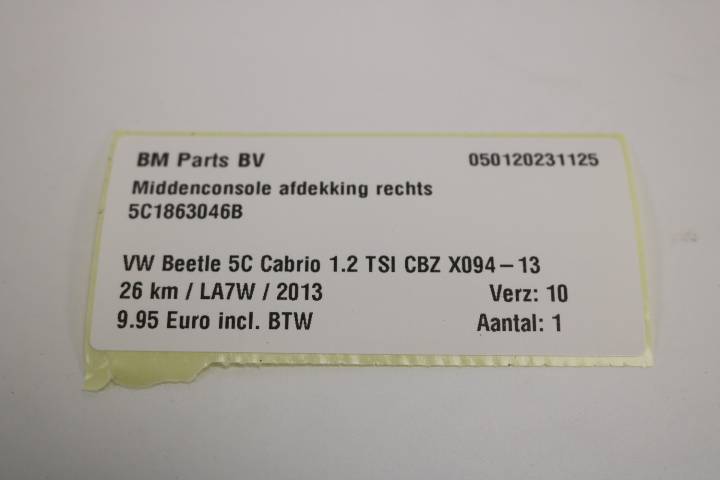 BM Parts BV 050120231125
Middenconsole afdekking rechts
5C1863046B
VW Beetle 5C Cabrio 1.2 TSI CBZ X094-13
26 km / LA7W / 2013 Verz: 10
9.95 Euro incl. BTW Aantal: 1